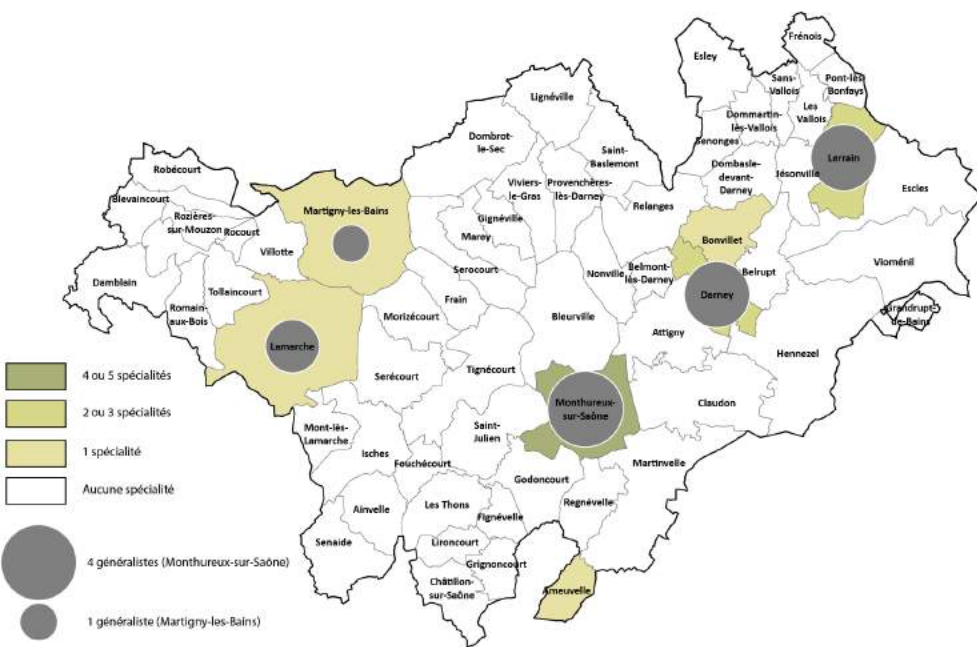 Frénois
Esley
Sans-
Vallois
Pont-lès-
Bonfays
Lignéville
Les
Vallois
Dommartin-
lès-Vallois
Dombrot-
le-Sec
Senonges
Saint-
Baslemont
Lerrain
Robécourt
Dombasle-
devant-
Darney
Jésonville
Viviers-
le-Gras
Provenchères-
lès-Darney
Escles
Blevaincourt
Martigny-les-Bains
Relanges
Rozières-
sur-Mouzon
Gignéville
Rocourt
Marey
Bonvillet
Villotte
Vioménil
Serocourt
Nonville
Belmont-
lès-Darney
Belrupt
Damblain
Tollaincourt
Darney
Frain
Romain-
aux-Bois
Morizécourt
Bleurville
Grandrupt-
de-Bains
Attigny
Lamarche
Hennezel
Tignécourt
4 ou 5 spécialités
Serécourt
Monthureux-
sur-Saône
Claudon
2 ou 3 spécialités
Mont-lès-
Lamarche
Saint-
Julien
1 spécialité
Isches
Fouchécourt
Martinvelle
Godoncourt
Aucune spécialité
Ainvelle
Les Thons
Regnévelle
Fignévelle
Senaide
Lironcourt
4 généralistes (Monthureux-sur-Saône)
Grignoncourt
Châtillon-
sur-Saône
Ameuvelle
1 généraliste (Martigny-les-Bains)